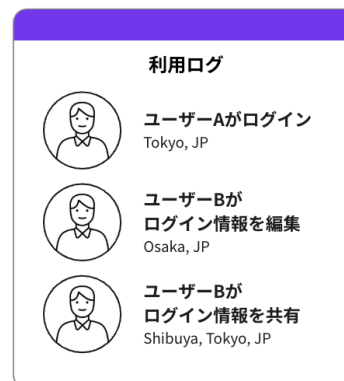 利用ログ
ユーザーAがログイン
Tokyo, JP
ユーザーBが
ログイン情報を編集
Osaka, JP
ユーザーBが
ログイン情報を共有
Shibuya, Tokyo, JP